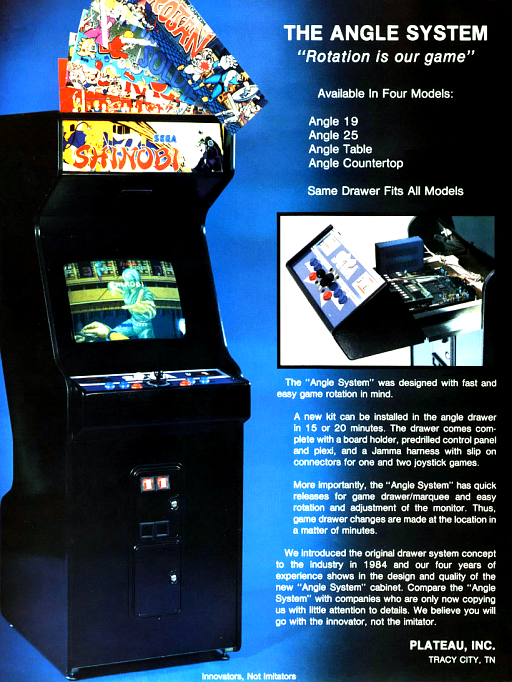 TROJAN
SEGA
SHINOBI
SHINOBI
THE ANGLE SYSTEM
"Rotation is our game"
Available In Four Models:
Angle 19
Angle 25
Angle Table
Angle Countertop
Same Drawer Fits All Models
The "Angle System" was designed with fast and
easy game rotation in mind.
A new kit can be installed in the angle drawer
in 15 or 20 minutes. The drawer comes com-
plete with a board holder, predrilled control panel
and plexi, and a Jamma harness with slip on
connectors for one and two joystick games.
More importantly, the "Angle System" has quick
releases for game drawer/marquee and easy
rotation and adjustment of the monitor. Thus,
game drawer changes are made at the location in
a matter of minutes.
We introduced the original drawer system concept
to the industry in 1984 and our four years of
experience shows in the design and quality of the
new "Angle System" cabinet. Compare the "Angle
System" with companies who are only now copying
us with little attention to details. We believe you will
go with the innovator, not the imitator.
PLATEAU, INC.
TRACY CITY, TN
Innovators, Not Imitators